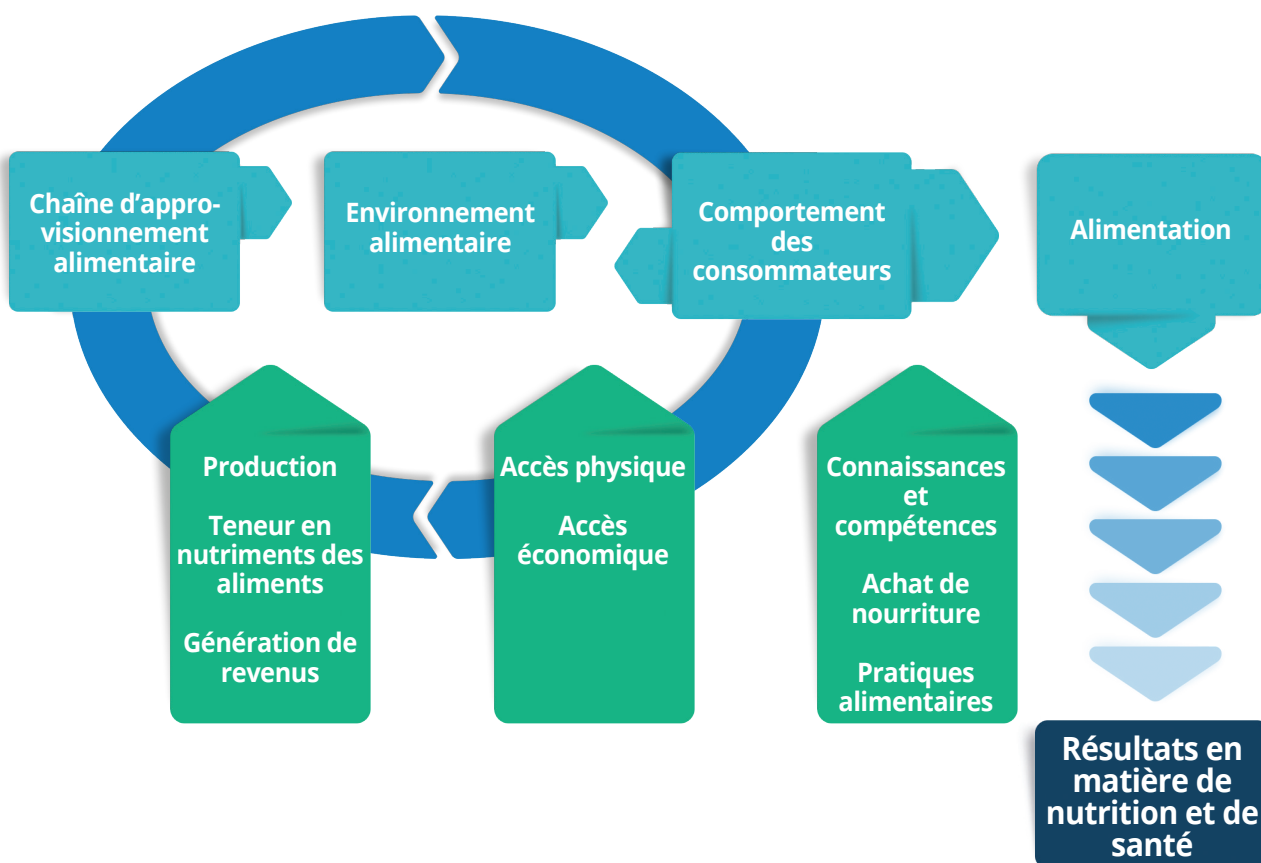 Chaîne d’appro-
visionnement
alimentaire
Environnement
alimentaire
Comportement
des
consommateurs
Alimentation
Production
Teneur en
nutriments des
aliments
Génération de
revenus
Accès physique
Accès
économique
Connaissances
et
compétences
Achat de
nourriture
Pratiques
alimentaires
Résultats en
matière de
nutrition et de
santé